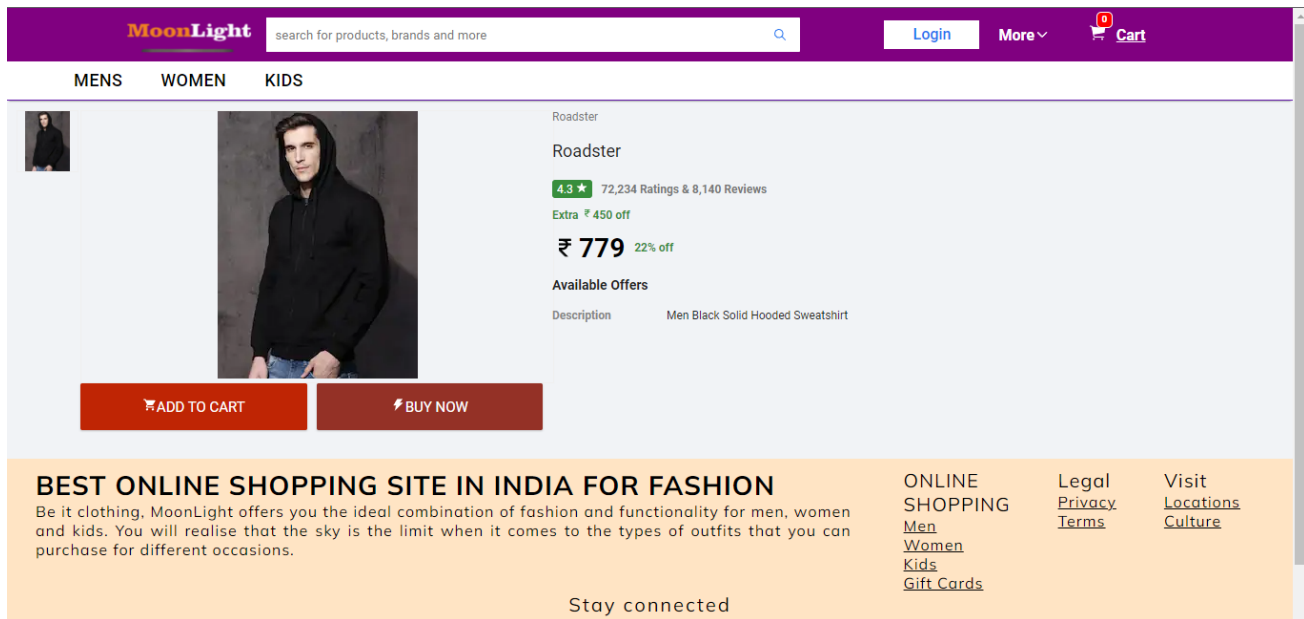 MoonLight
search for products, brands and more
Login
More
0
Cart
MENS WOMEN KIDS
Roadster
Roadster
4.3 ★ 72,234 Ratings & 8,140 Reviews
Extra ₹ 450 off
₹ 779 22% off
Available Offers
Description Men Black Solid Hooded Sweatshirt
ADD TO CART
BUY NOW
BEST ONLINE SHOPPING SITE IN INDIA FOR FASHION
Be it clothing, MoonLight offers you the ideal combination of fashion and functionality for men, women
and kids. You will realise that the sky is the limit when it comes to the types of outfits that you can
purchase for different occasions.
ONLINE
SHOPPING
Men
Women
Kids
Gift Cards
Legal
Privacy
Terms
Visit
Locations
Culture
Stay connected